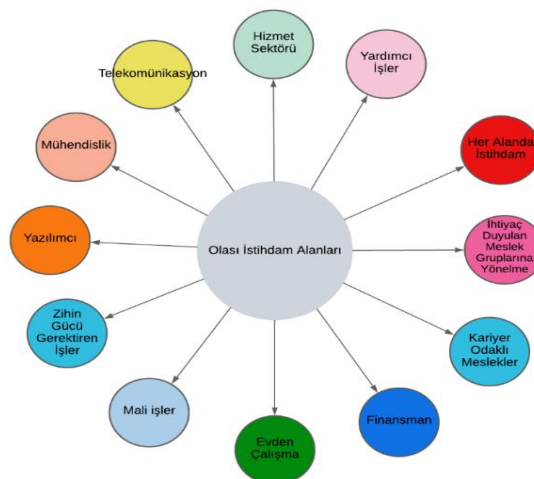 Hizmet
Sektörü
Yardımcı
İşler
Telekomünikasyon
Mühendislik
Her Alanda
İstihdam
Yazılımcı
Olası İstihdam Alanları
İhtiyaç
Duyulan
Meslek
Gruplarına
Yönelme
Zihin
Gücü
Gerektiren
İşler
Kariyer
Odaklı
Meslekler
Mali işler
Evden
Çalışma
Finansman